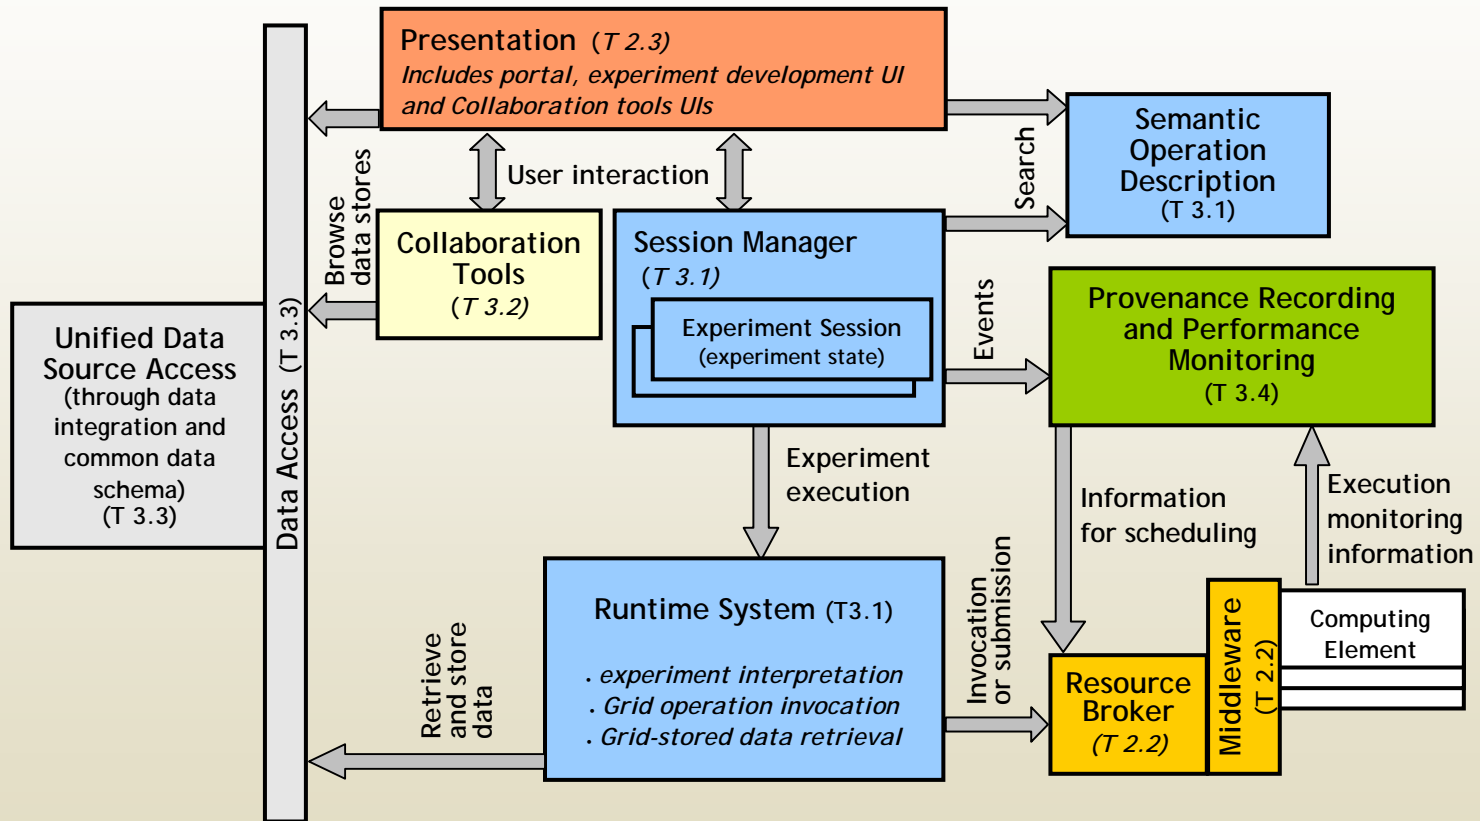 Presentation (T 2.3)
Includes portal, experiment development UI
and Collaboration tools UIs
Semantic
Operation
Description
(T 3.1)
Search
User interaction
Browse
data stores
Collaboration
Tools
(T 3.2)
Session Manager
(T 3.1)
Experiment Session
(experiment state)
Events
Provenance Recording
and Performance
Monitoring
(T 3.4)
Unified Data
Source Access
(through data
integration and
common data
schema)
(T 3.3)
Data Access (T 3.3)
Experiment
execution
Information
for scheduling
Execution
monitoring
information
Runtime System (T3.1)
. experiment interpretation
. Grid operation invocation
. Grid-stored data retrieval
Retrieve
and store
data
Invocation
or submission
Resource
Broker
(T 2.2)
Middleware
(T 2.2)
Computing
Element